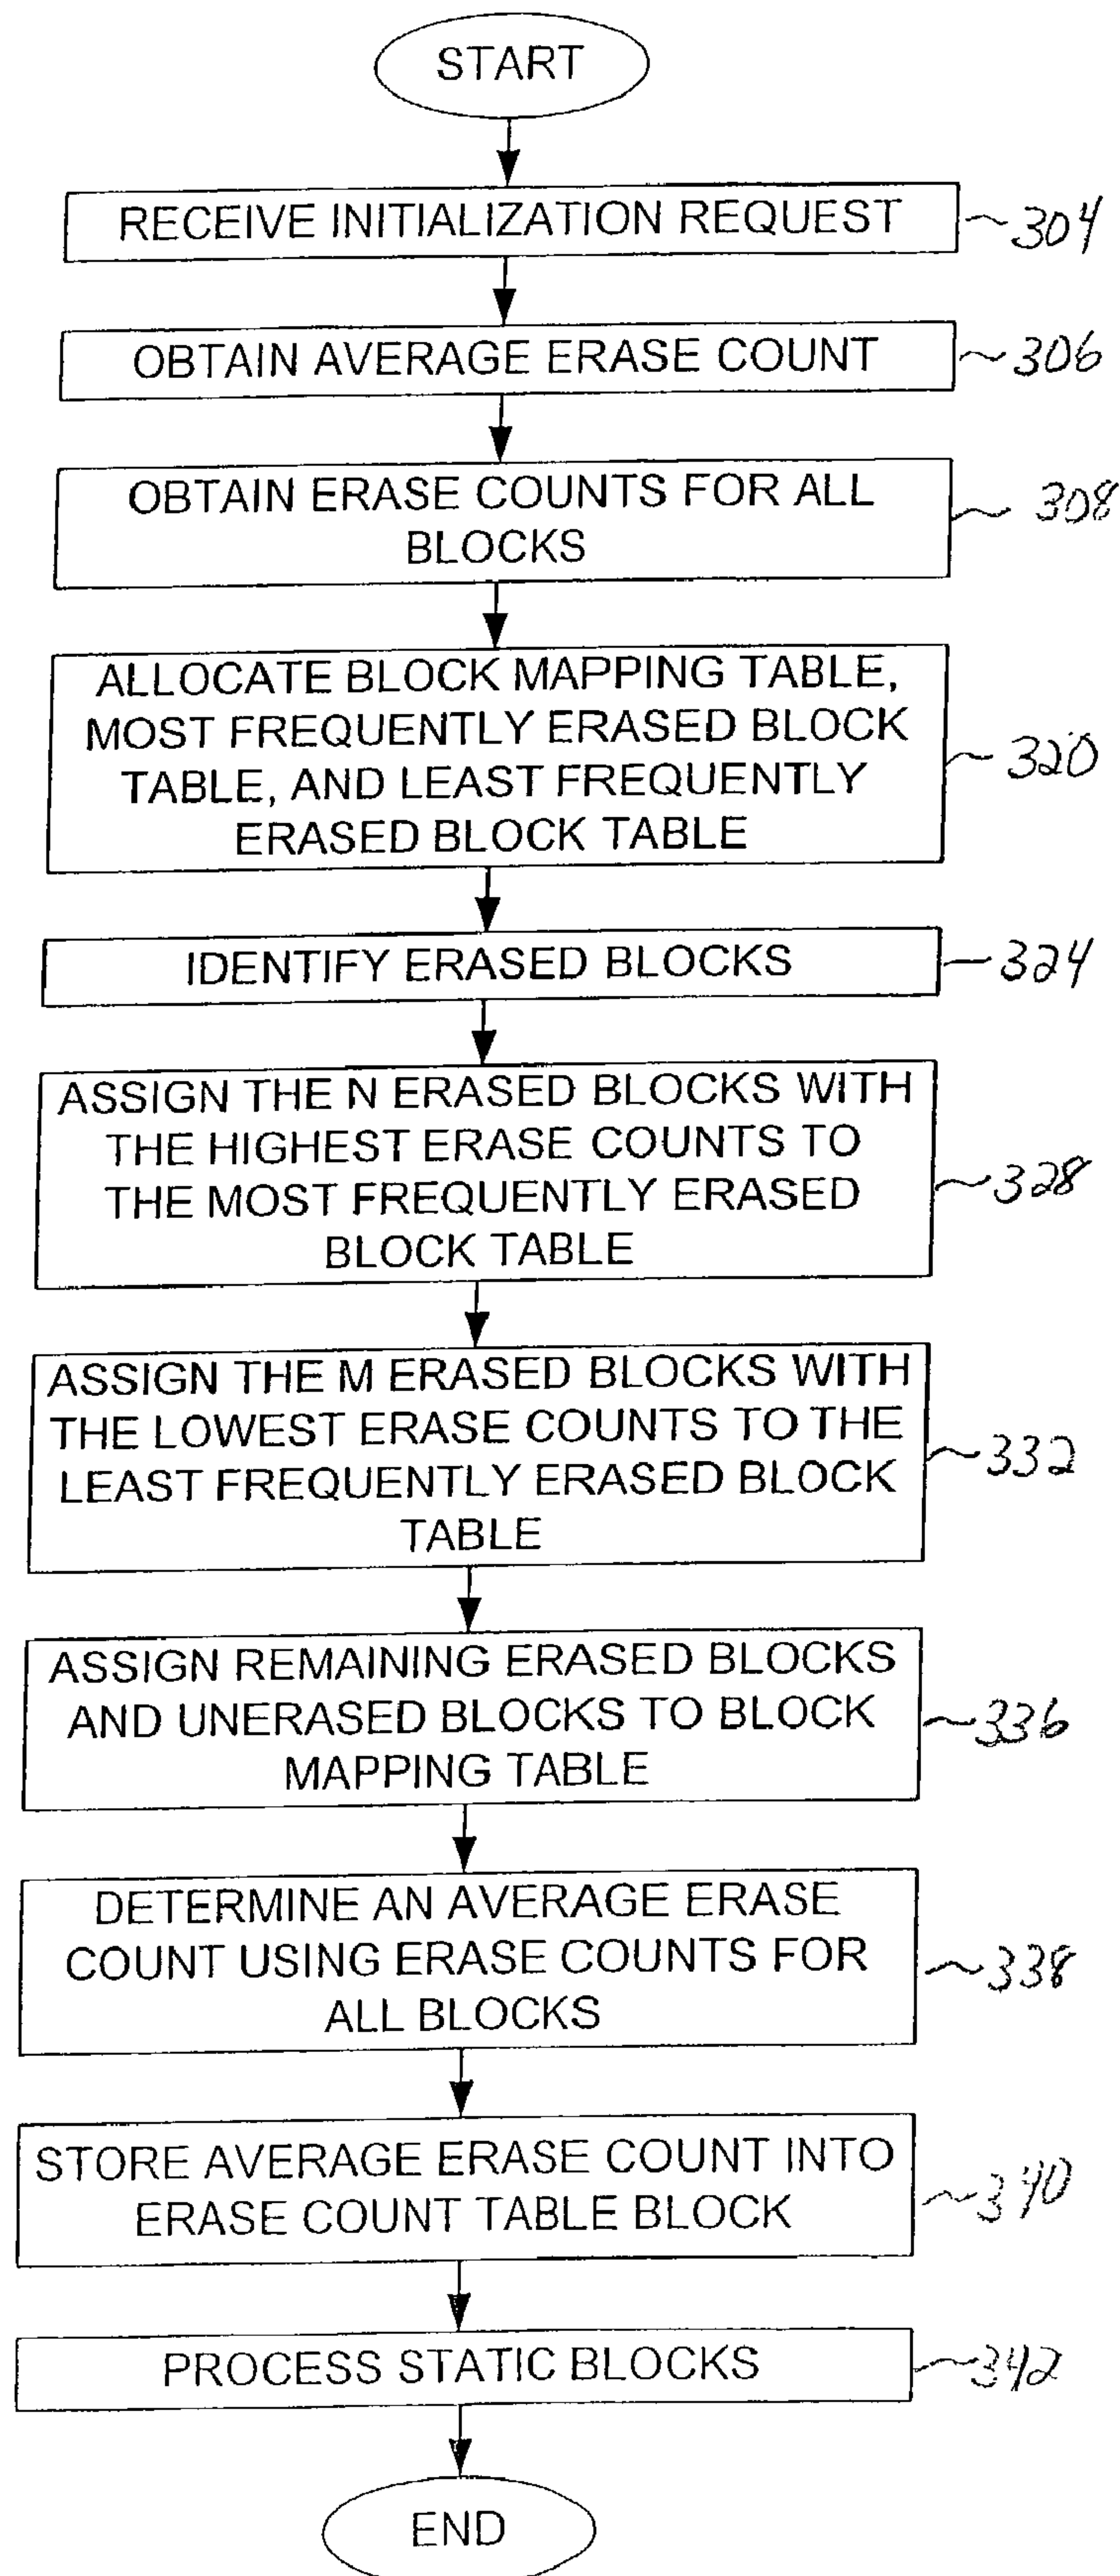 START
RECEIVE INITIALIZATION REQUEST
304
OBTAIN AVERAGE ERASE COUNT
306
OBTAIN ERASE COUNTS FOR ALL
BLOCKS
308
ALLOCATE BLOCK MAPPING TABLE,
MOST FREQUENTLY ERASED BLOCK
TABLE, AND LEAST FREQUENTLY
ERASED BLOCK TABLE
320
IDENTIFY ERASED BLOCKS
324
ASSIGN THE N ERASED BLOCKS WITH
THE HIGHEST ERASE COUNTS TO
THE MOST FREQUENTLY ERASED
BLOCK TABLE
328
ASSIGN THE M ERASED BLOCKS WITH
THE LOWEST ERASE COUNTS TO THE
LEAST FREQUENTLY ERASED BLOCK
TABLE
332
ASSIGN REMAINING ERASED BLOCKS
AND UNERASED BLOCKS TO BLOCK
MAPPING TABLE
336
DETERMINE AN AVERAGE ERASE
COUNT USING ERASE COUNTS FOR
ALL BLOCKS
338
STORE AVERAGE ERASE COUNT INTO
ERASE COUNT TABLE BLOCK
340
PROCESS STATIC BLOCKS
342
END